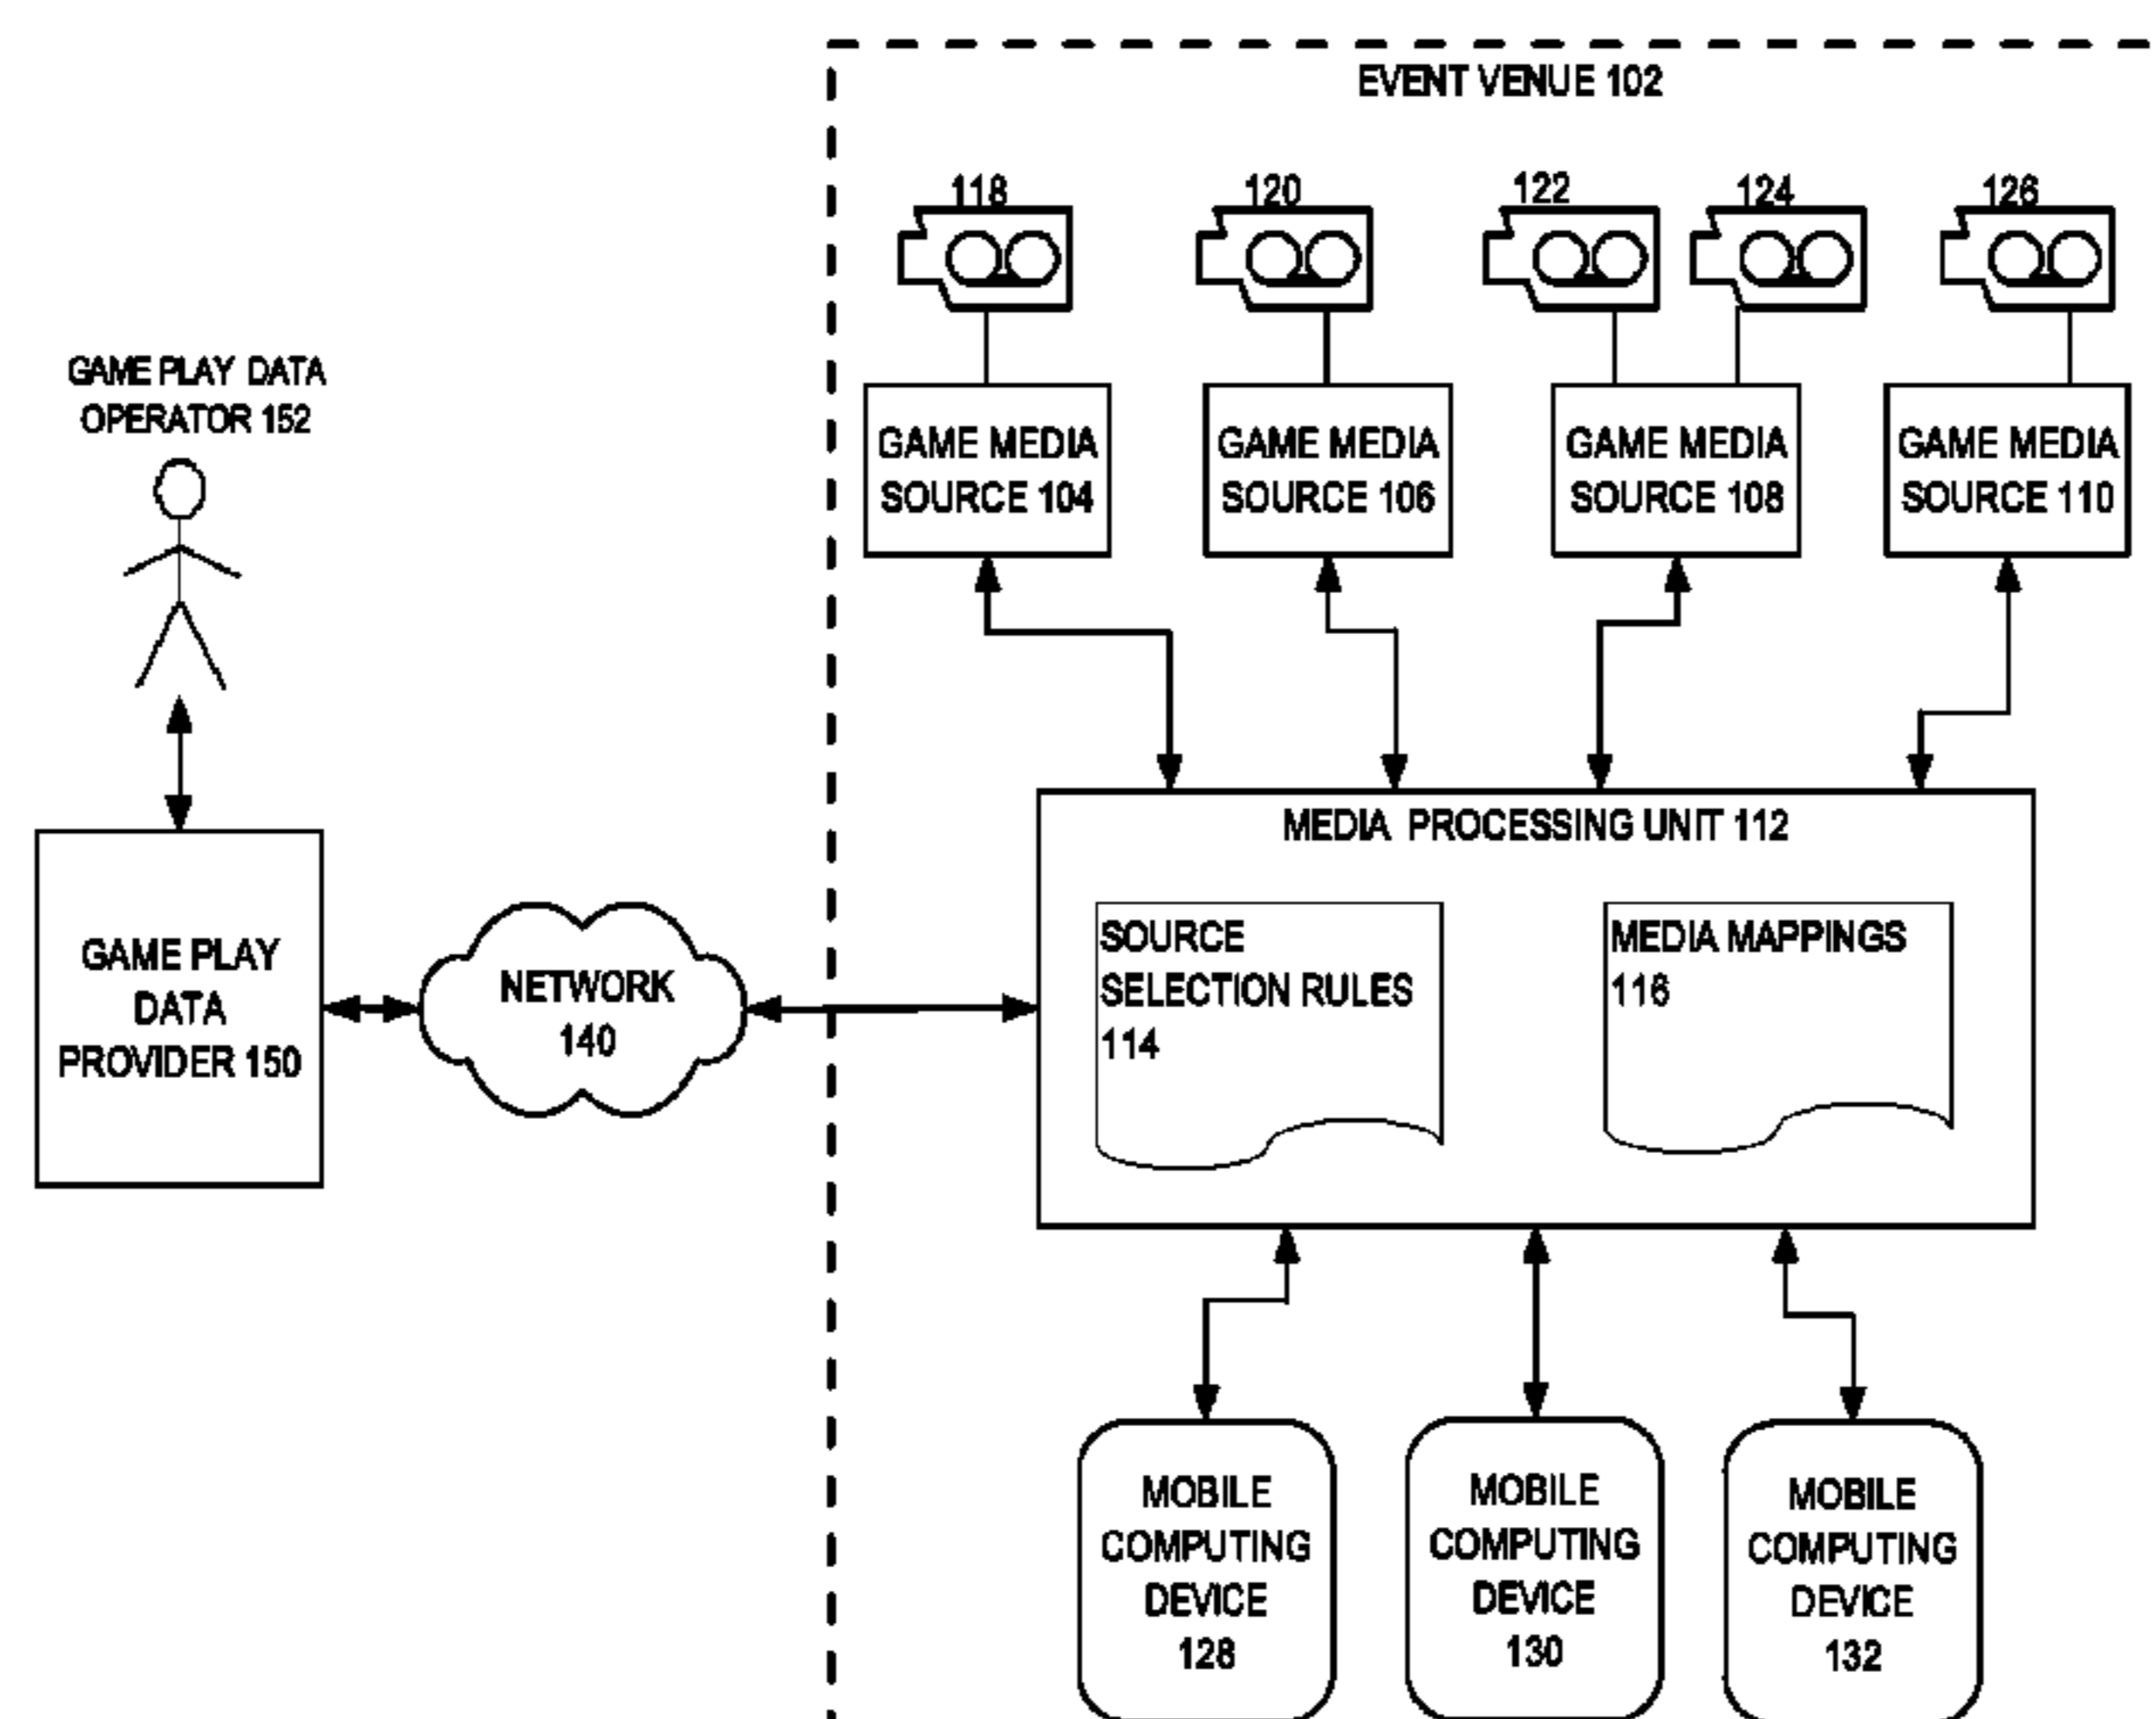 EVENT VENUE 102
118
120
122
124
126
GAME PLAY DATA
OPERATOR 152
GAME MEDIA
SOURCE 104
GAME MEDIA
SOURCE 106
GAME MEDIA
SOURCE 108
GAME MEDIA
SOURCE 110
MEDIA PROCESSING UNIT 112
SOURCE
SELECTION RULES
114
MEDIA MAPPINGS
116
GAME PLAY
DATA
PROVIDER 150
NETWORK
140
MOBILE
COMPUTING
DEVICE
128
MOBILE
COMPUTING
DEVICE
130
MOBILE
COMPUTING
DEVICE
132